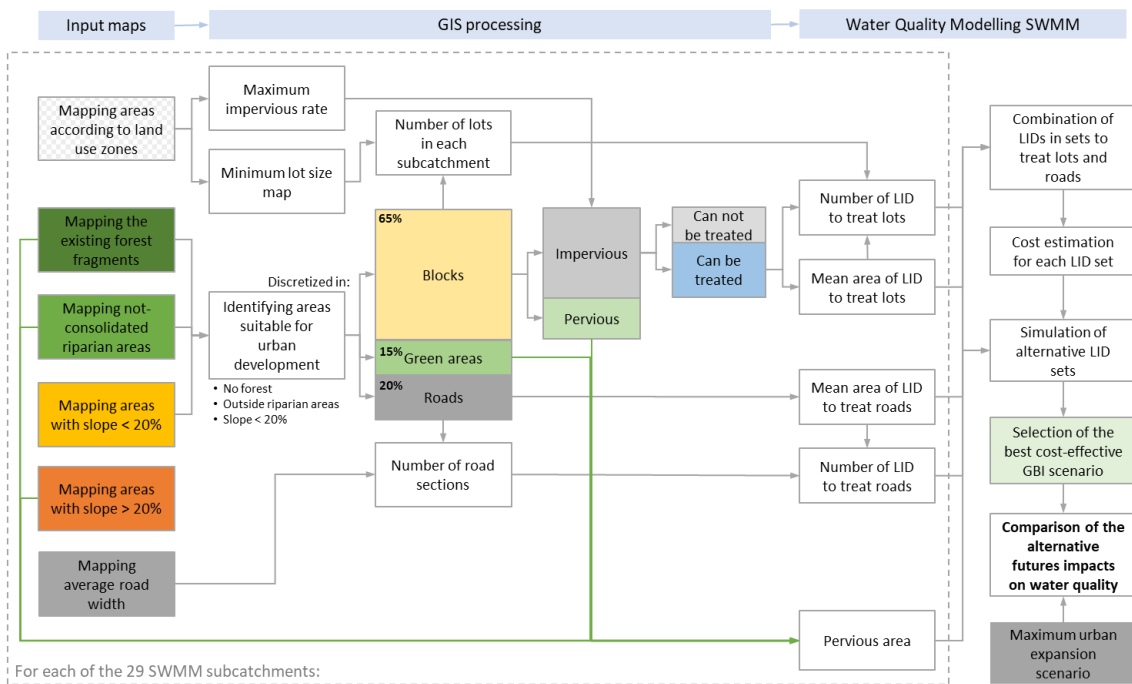 Input maps
GIS processing
Water Quality Modelling SWMM
Mapping areas
according to land
use zones
Maximum
impervious rate
Minimum lot size
map
Number of lots
in each
subcatchment
Combination of
LIDs in sets to
treat lots and
roads
Mapping the
existing forest
fragments
Mapping not-
consolidated
riparian areas
Mapping areas
with slope < 20%
Mapping areas
with slope > 20%
Mapping
average road
width
Discretized in:
Identifying areas
suitable for
urban
development
• No forest
• Outside riparian areas
• Slope < 20%
65%
Blocks
15%
Green areas
20%
Roads
Number of road
sections
Impervious
Pervious
Can not
be treated
Can be
treated
Number of LID
to treat lots
Mean area of LID
to treat lots
Mean area of LID
to treat roads
Number of LID
to treat roads
Pervious area
Cost estimation
for each LID set
Simulation of
alternative LID
sets
Selection of the
best cost-effective
GBI scenario
Comparison of the
alternative
futures impacts
on water quality
Maximum urban
expansion
scenario
For each of the 29 SWMM subcatchments: